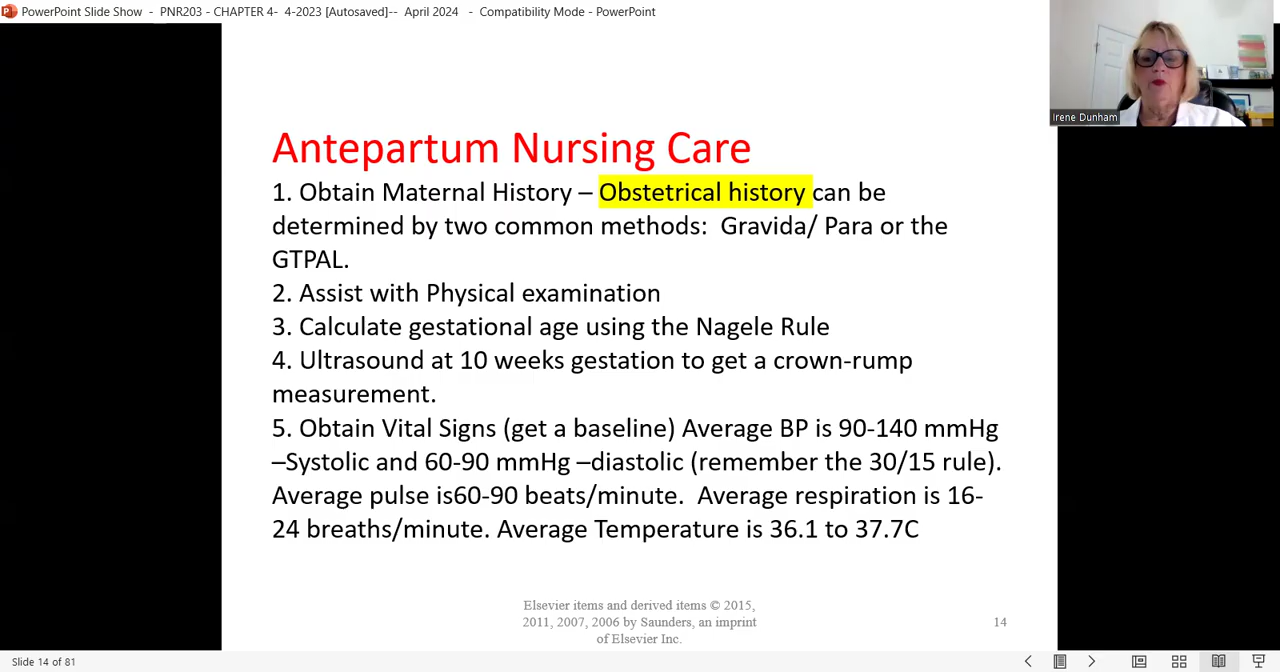 PowerPoint Slide Show - PNR203 - CHAPTER 4- 4-2023 [Autosaved]-- April 2024 - Compatibility Mode - PowerPoint
Irene Dunham
Antepartum Nursing Care
1. Obtain Maternal History – Obstetrical history can be
determined by two common methods: Gravida/ Para or the
GTPAL.
2. Assist with Physical examination
3. Calculate gestational age using the Nagele Rule
4. Ultrasound at 10 weeks gestation to get a crown-rump
measurement.
5. Obtain Vital Signs (get a baseline) Average BP is 90-140 mmHg
–Systolic and 60-90 mmHg –diastolic (remember the 30/15 rule).
Average pulse is60-90 beats/minute. Average respiration is 16-
24 breaths/minute. Average Temperature is 36.1 to 37.7C
Elsevier items and derived items © 2015,
2011, 2007, 2006 by Saunders, an imprint
of Elsevier Inc.
14
Slide 14 of 81